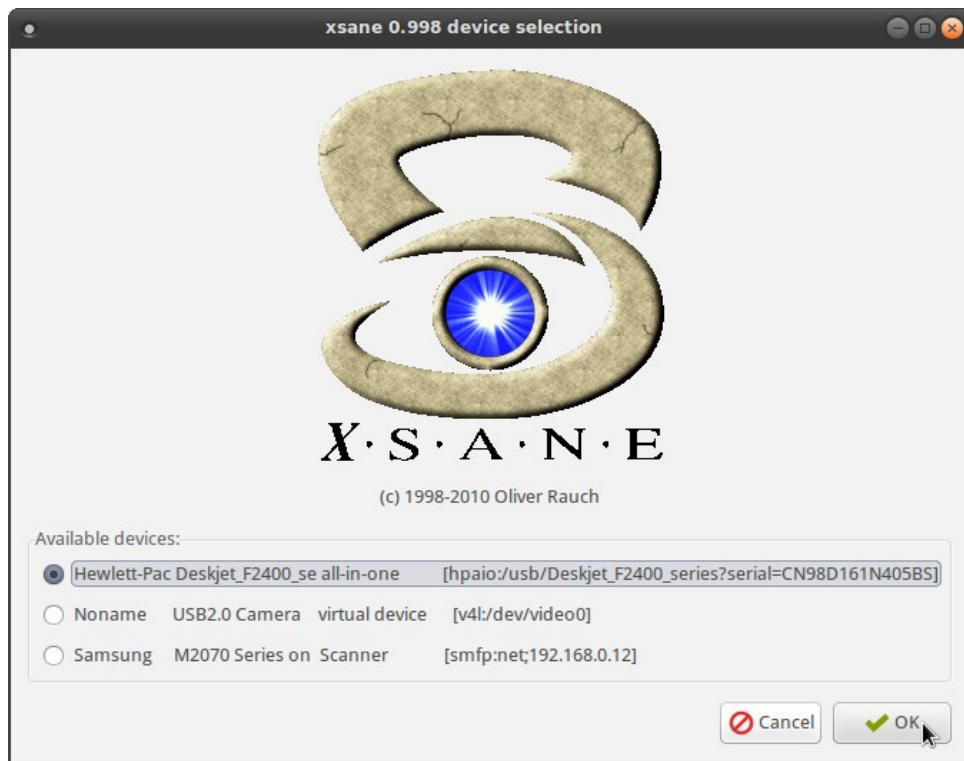 xsane 0.998 device selection
X·S·A·N·E
(c) 1998-2010 Oliver Rauch
Available devices:
Hewlett-Pac Deskjet_F2400_se all-in-one [hpaio:/usb/Deskjet_F2400_series?serial=CN98D161N405BS]
Noname USB2.0 Camera virtual device [v4l:/dev/video0]
Samsung M2070 Series on Scanner [smfp:net;192.168.0.12]
Cancel OK